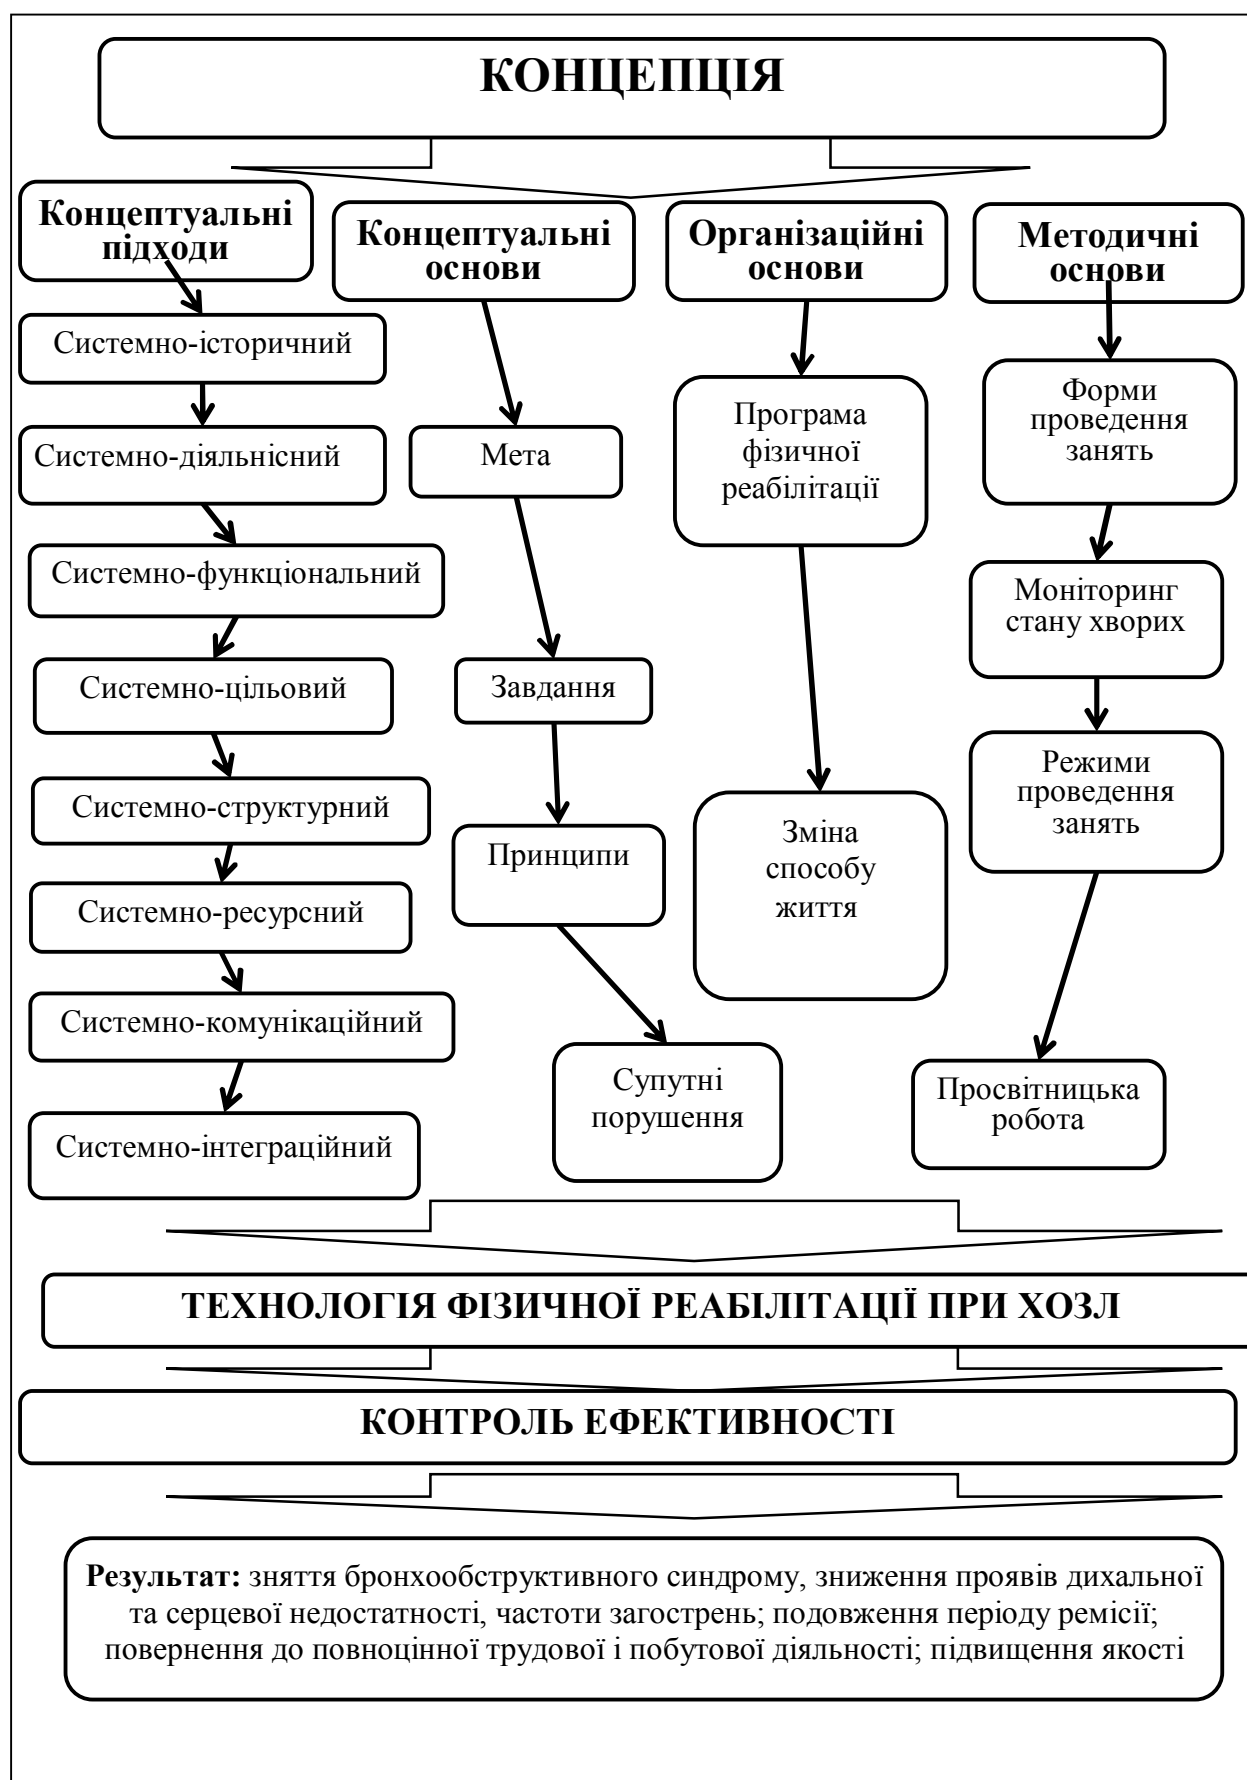 КОНЦЕПЦІЯ
Концептуальні
підходи
Системно-історичний
Системно-діяльнісний
Системно-функціональний
Системно-цільовий
Системно-структурний
Системно-ресурсний
Системно-комунікаційний
Системно-інтеграційний
Концептуальні
основи
Мета
Завдання
Принципи
Супутні
порушення
Організаційні
основи
Програма
фізичної
реабілітації
Зміна
способу
життя
Методичні
основи
Форми
проведення
занять
Моніторинг
стану хворих
Режими
проведення
занять
Просвітницька
робота
ТЕХНОЛОГІЯ ФІЗИЧНОЇ РЕАБІЛІТАЦІЇ ПРИ ХОЗЛ
КОНТРОЛЬ ЕФЕКТИВНОСТІ
Результат: зняття бронхообструктивного синдрому, зниження проявів дихальної
та серцевої недостатності, частоти загострень; подовження періоду ремісії;
повернення до повноцінної трудової і побутової діяльності; підвищення якості